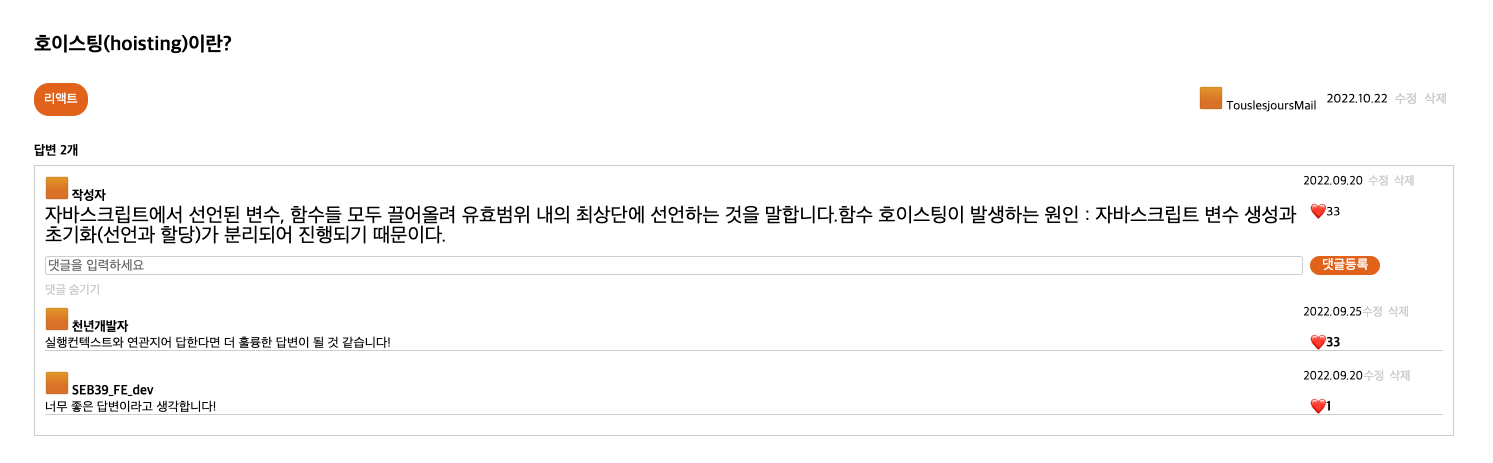 호이스팅(hoisting)이란?
리액트
TouslesjoursMail 2022.10.22 수정 삭제
답변 2개
작성자 2022.09.20 수정 삭제
자바스크립트에서 선언된 변수, 함수들 모두 끌어올려 유효범위 내의 최상단에 선언하는 것을 말합니다.함수 호이스팅이 발생하는 원인 : 자바스크립트 변수 생성과 ❤️33
초기화(선언과 할당)가 분리되어 진행되기 때문이다.
댓글을 입력하세요 댓글등록
댓글 숨기기
천년개발자 2022.09.25수정 삭제
실행컨텍스트와 연관지어 답한다면 더 훌륭한 답변이 될 것 같습니다! ❤️33
SEB39_FE_dev 2022.09.20수정 삭제
너무 좋은 답변이라고 생각합니다! ❤️1